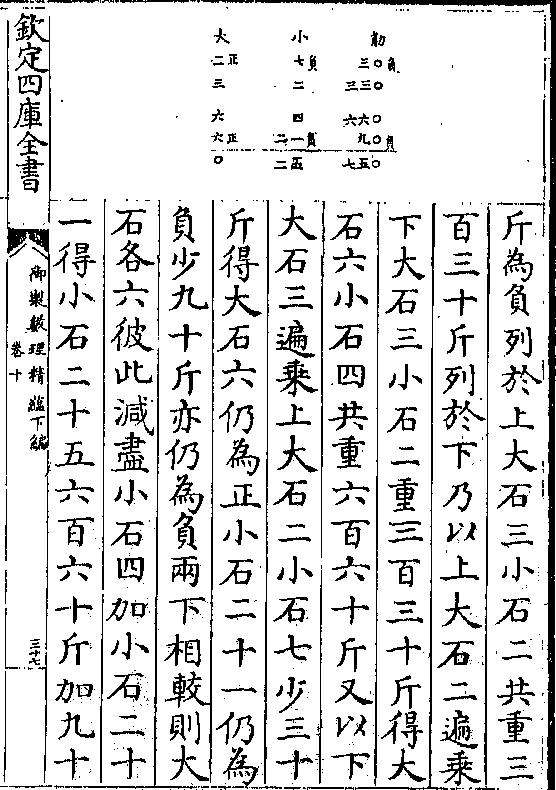 大 小 觔
二正 七負 三〇負
三 二 三三〇
六 四 六六〇
六正 二一負 九〇負
〇 二五 七五〇
斤為負列於上大石三小石二共重三
百三十斤列於下乃以上大石二遍乗
下大石三小石二重三百三十斤得大
石六小石四共重六百六十斤又以下
大石三遍乗上大石二小石七少三十
斤得大石六仍為正小石二十一仍為
負少九十斤亦仍為負兩下相較則大
石各六彼此減盡小石四加小石二十
一得小石二十五六百六十斤加九十
欽定四庫全書
御製數理精蘊下編
卷十
三十七